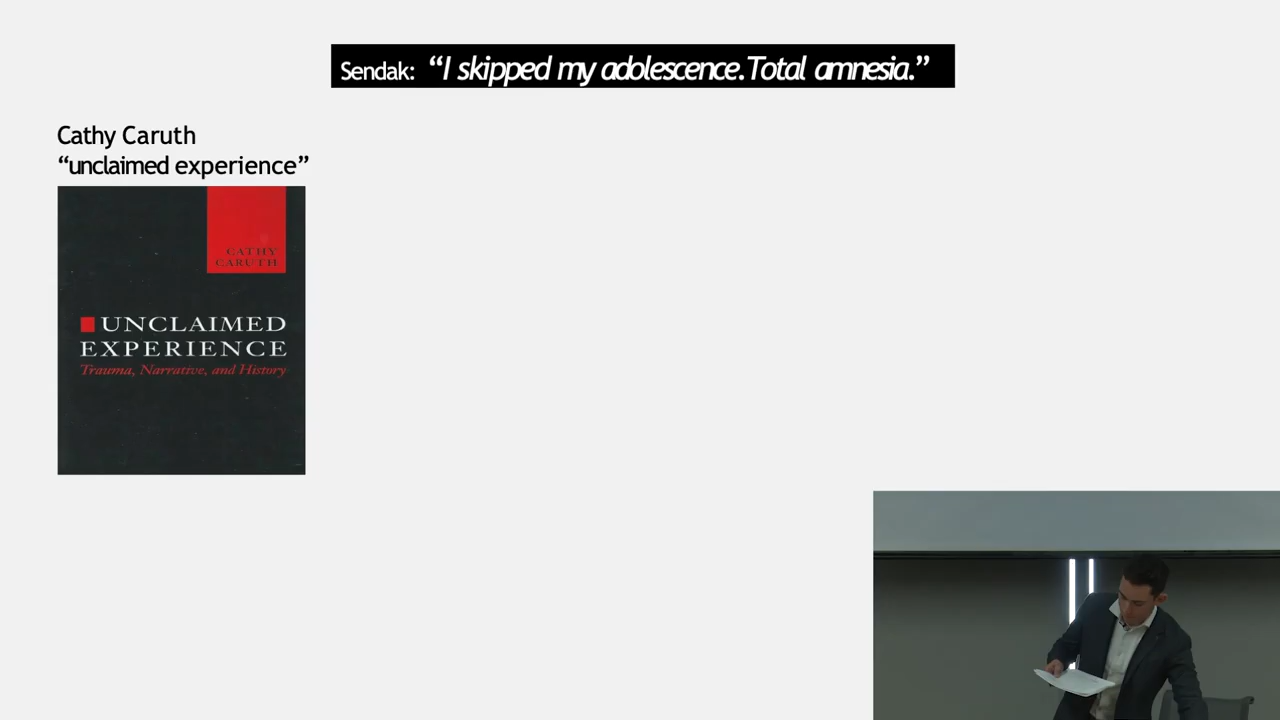 Sendak: “I skipped my adolescence. Total amnesia.”
Cathy Caruth
“unclaimed experience”
CATHY
CARUTH
UNCLAIMED
EXPERIENCE
Trauma, Narrative, and History